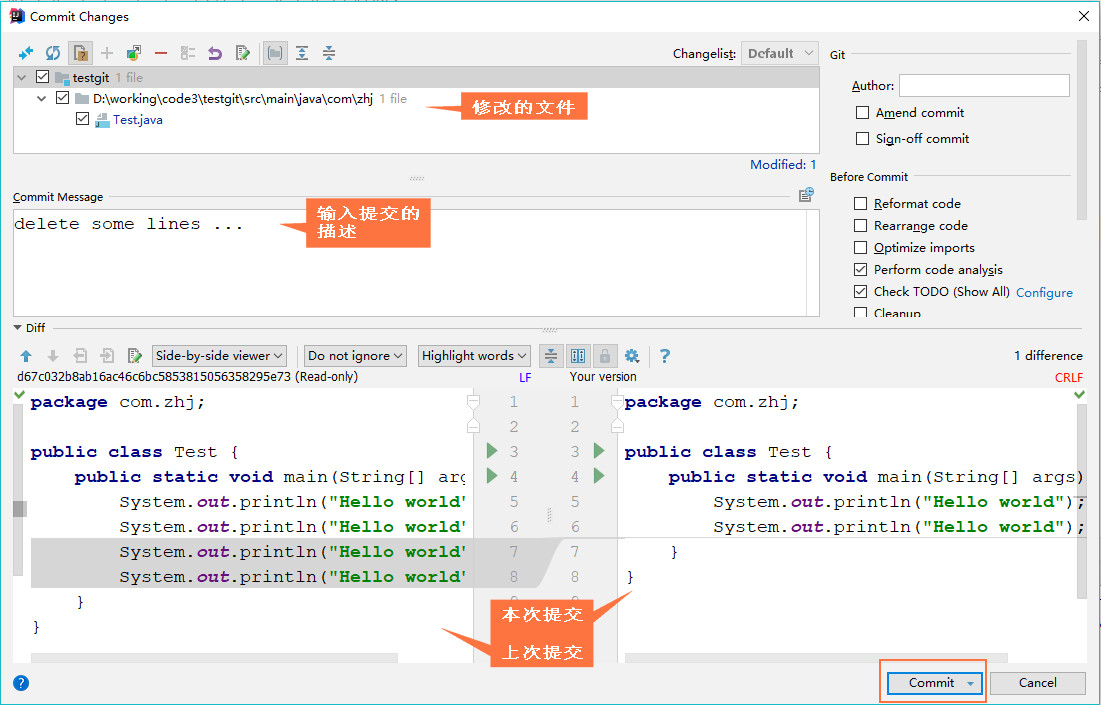 Commit Changes
Changelist: Default
Git
testgit 1 file
D:\working\code3\testgit\src\main\java\com\zhj 1 file
Test.java
修改的文件
Author:
Amend commit
Sign-off commit
Modified: 1
Before Commit
Commit Message
delete some lines ...
输入提交的
描述
Reformat code
Rearrange code
Optimize imports
Perform code analysis
Check TODO (Show All) Configure
Cleanup
Diff
Side-by-side viewer Do not ignore Highlight words ? 1 difference
d67c032b8ab16ac46c6bc5853815056358295e73 (Read-only) LF Your version CRLF
package com.zhj; 1 1 package com.zhj;
2 2
public class Test { 3 3 public class Test {
public static void main(String[] arg 4 4 public static void main(String[] args)
System.out.println("Hello world" 5 5 System.out.println("Hello world");
System.out.println("Hello world" 6 6 System.out.println("Hello world");
System.out.println("Hello world" 7 7 }
System.out.println("Hello world" 8 8 }
}
}
本次提交
上次提交
? Commit Cancel